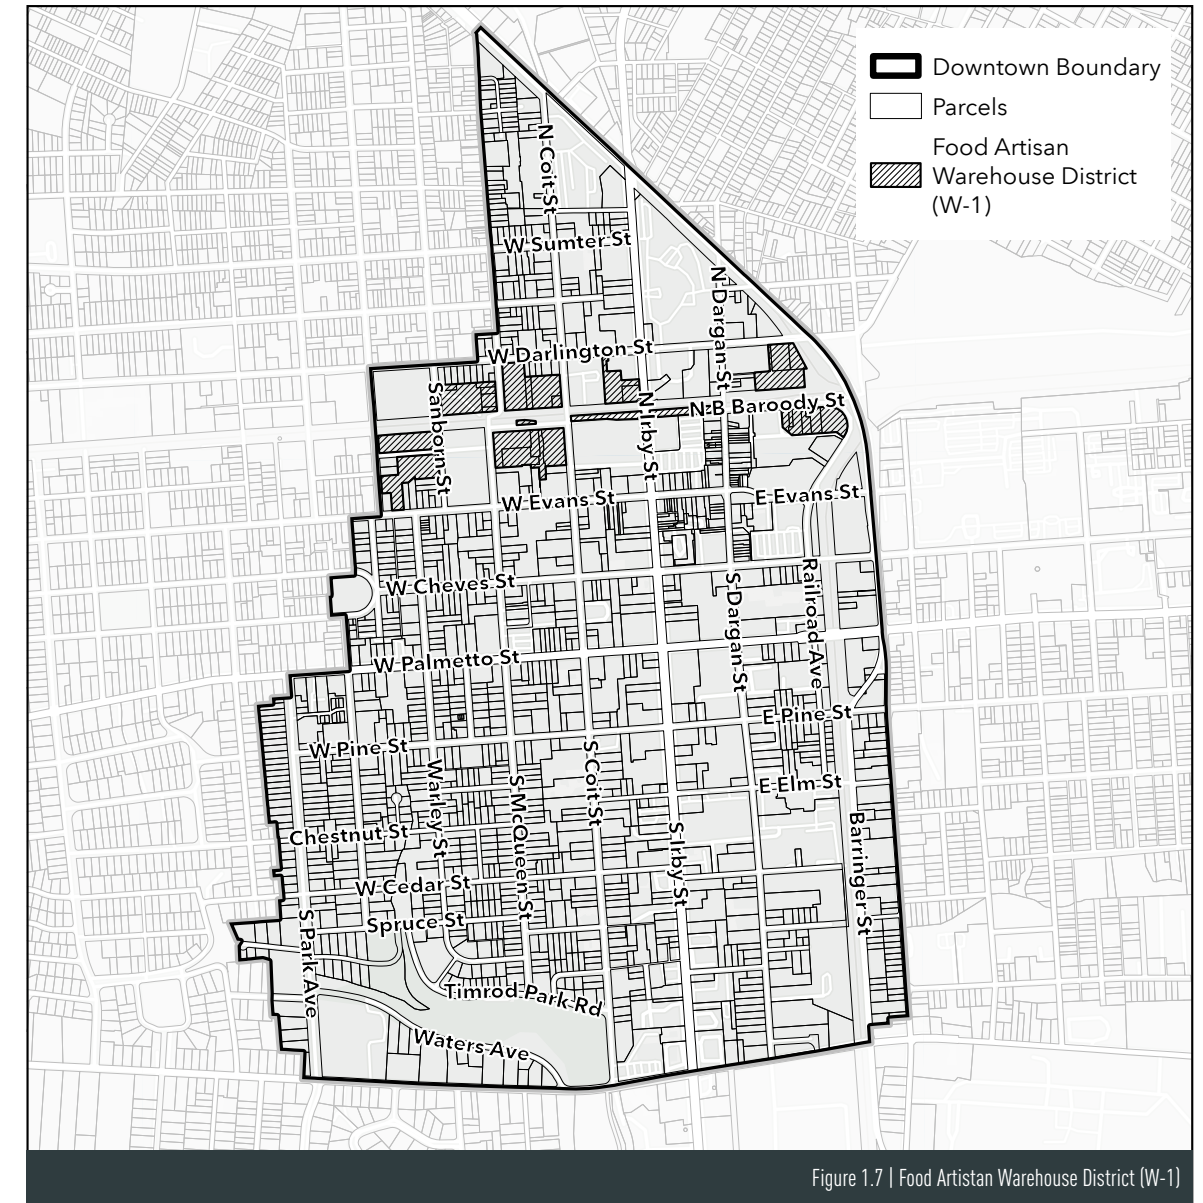 Downtown Boundary
Parcels
Food Artisan
Warehouse District
(W-1)
N Coit St
W Sumter St
N Dargan St
W Darlington St
Sanborn St
N Irby St
N B Baroody St
W Evans St
E Evans St
W Cheves St
S Dargan St
Railroad Ave
W Palmetto St
E Pine St
W Pine St
S Coit St
Warley St
S McQueen St
E Elm St
Chestnut St
S Irby St
Barringer St
W Cedar St
Spruce St
S Park Ave
Timrod Park Rd
Waters Ave
Figure 1.7 | Food Artistan Warehouse District (W-1)